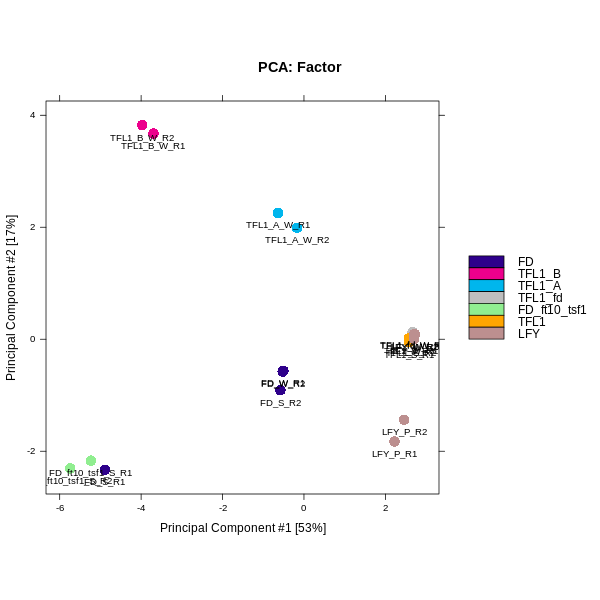 PCA: Factor
4
2
0
-2
-6
-4
-2
0
2
Principal Component #1 [53%]
Principal Component #2 [17%]
TFL1_B_W_R2
TFL1_B_W_R1
TFL1_A_W_R1
TFL1_A_W_R2
FD_S_R2
LFY_P_R2
LFY_P_R1
FD_ft10_tsf1_S_R1
FD
TFL1_B
TFL1_A
TFL1_fd
FD_ft10_tsf1
TFL1
LFY